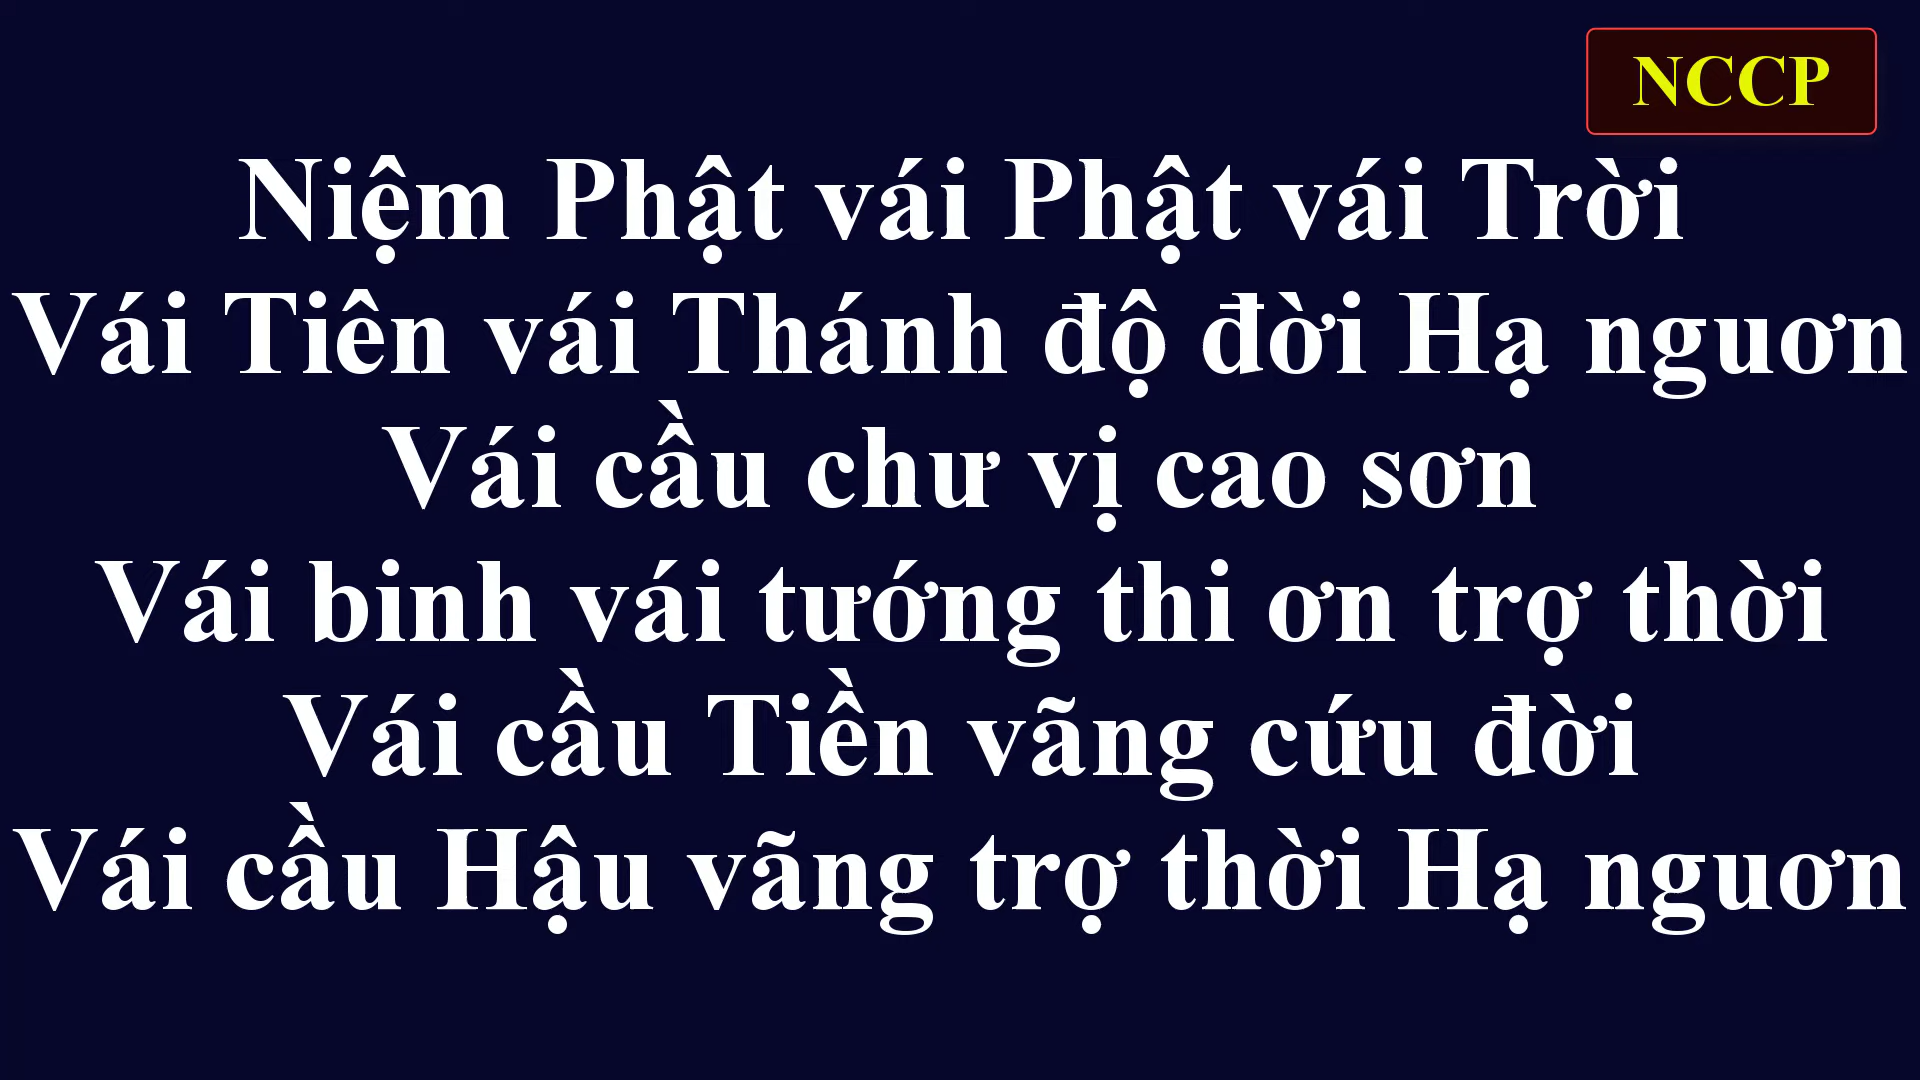 NCCP
Niệm Phật vái Phật vái Trời
Vái Tiên vái Thánh độ đời Hạ nguơn
Vái cầu chư vị cao sơn
Vái binh vái tướng thi ơn trợ thời
Vái cầu Tiền vãng cứu đời
Vái cầu Hậu vãng trợ thời Hạ nguơn